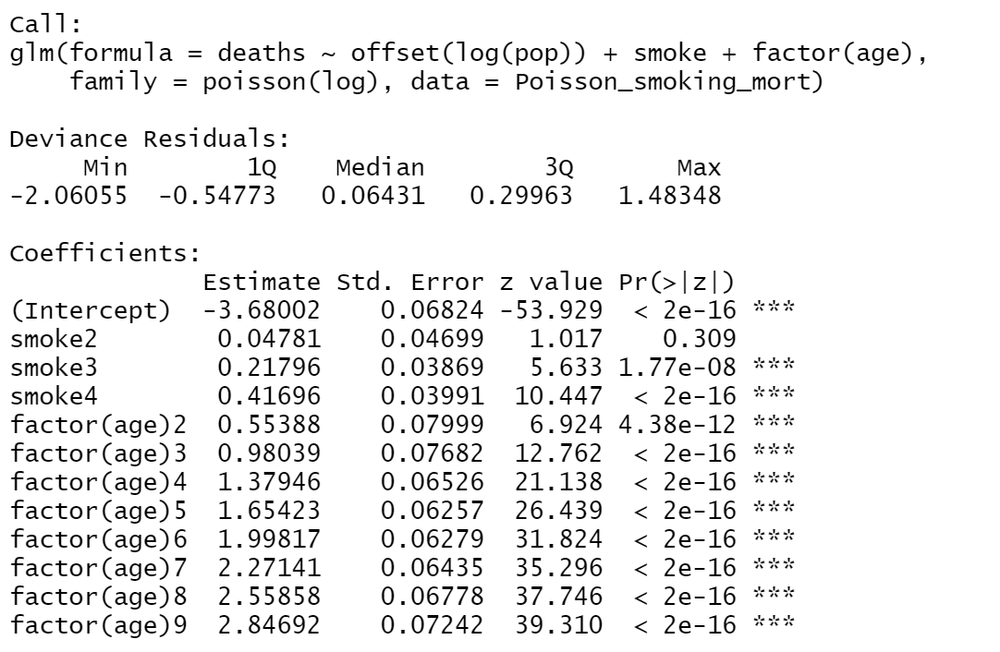 Call:
glm(formula = deaths ~ offset(log(pop)) + smoke + factor(age),
    family = poisson(log), data = Poisson_smoking_mort)

Deviance Residuals:
     Min       1Q   Median       3Q      Max
-2.06055 -0.54773  0.06431  0.29963  1.48348

Coefficients:
             Estimate Std. Error z value Pr(>|z|)
(Intercept)  -3.68002    0.06824 -53.929  < 2e-16 ***
smoke2        0.04781    0.04699   1.017    0.309
smoke3        0.21796    0.03869   5.633 1.77e-08 ***
smoke4        0.41696    0.03991  10.447  < 2e-16 ***
factor(age)2  0.55388    0.07999   6.924 4.38e-12 ***
factor(age)3  0.98039    0.07682  12.762  < 2e-16 ***
factor(age)4  1.37946    0.06526  21.138  < 2e-16 ***
factor(age)5  1.65423    0.06257  26.439  < 2e-16 ***
factor(age)6  1.99817    0.06279  31.824  < 2e-16 ***
factor(age)7  2.27141    0.06435  35.296  < 2e-16 ***
factor(age)8  2.55858    0.06778  37.746  < 2e-16 ***
factor(age)9  2.84692    0.07242  39.310  < 2e-16 ***